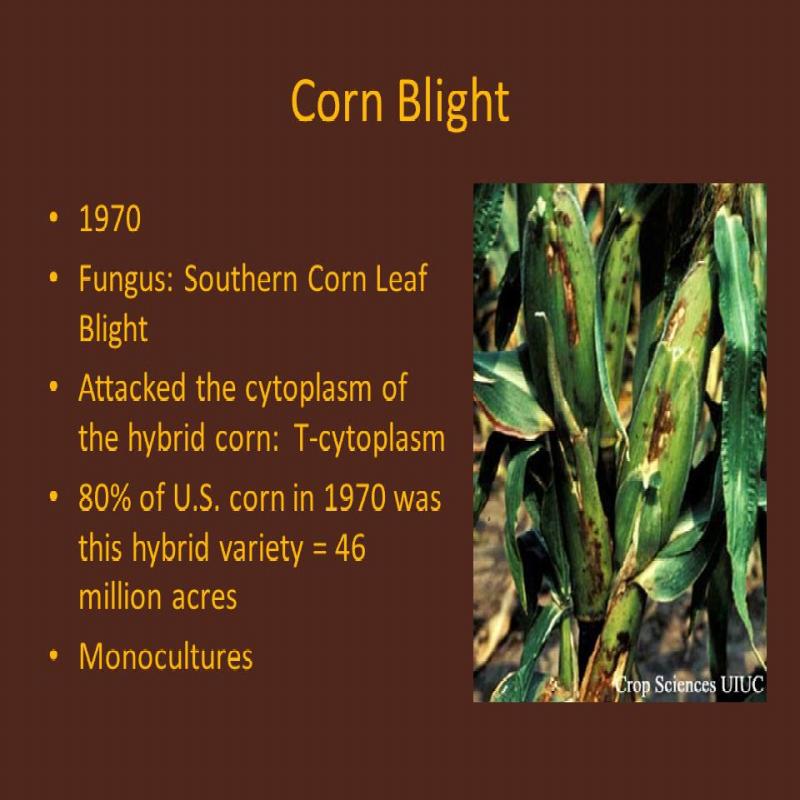 Corn Blight
• 1970
• Fungus: Southern Corn Leaf
Blight
• Attacked the cytoplasm of
the hybrid corn: T-cytoplasm
• 80% of U.S. corn in 1970 was
this hybrid variety = 46
million acres
• Monocultures
Crop Sciences UIUC